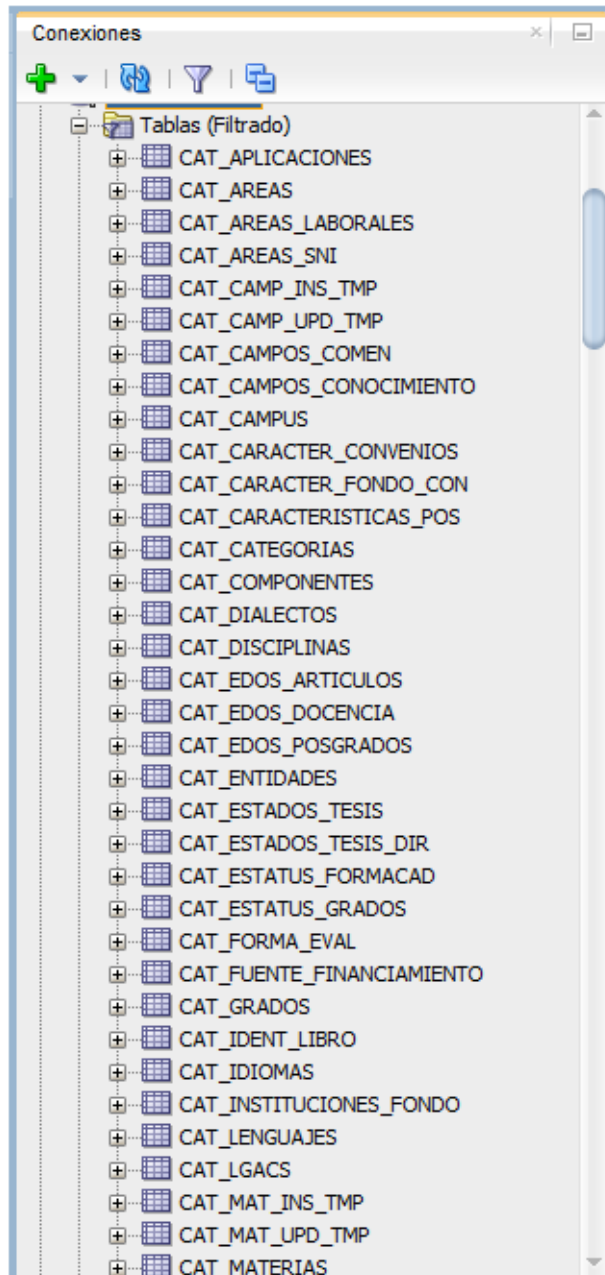 Conexiones
Tablas (Filtrado)
CAT_APLICACIONES
CAT_AREAS
CAT_AREAS_LABORALES
CAT_AREAS_SNI
CAT_CAMP_INS_TMP
CAT_CAMP_UPD_TMP
CAT_CAMPOS_COMEN
CAT_CAMPOS_CONOCIMIENTO
CAT_CAMPUS
CAT_CARACTER_CONVENIOS
CAT_CARACTER_FONDO_CON
CAT_CARACTERISTICAS_POS
CAT_CATEGORIAS
CAT_COMPONENTES
CAT_DIALECTOS
CAT_DISCIPLINAS
CAT_EDOS_ARTICULOS
CAT_EDOS_DOCENCIA
CAT_EDOS_POSGRADOS
CAT_ENTIDADES
CAT_ESTADOS_TESIS
CAT_ESTADOS_TESIS_DIR
CAT_ESTATUS_FORMACAD
CAT_ESTATUS_GRADOS
CAT_FORMA_EVAL
CAT_FUENTE_FINANCIAMIENTO
CAT_GRADOS
CAT_IDENT_LIBRO
CAT_IDIOMAS
CAT_INSTITUCIONES_FONDO
CAT_LENGUAJES
CAT_LGACS
CAT_MAT_INS_TMP
CAT_MAT_UPD_TMP
CAT_MATERIAS